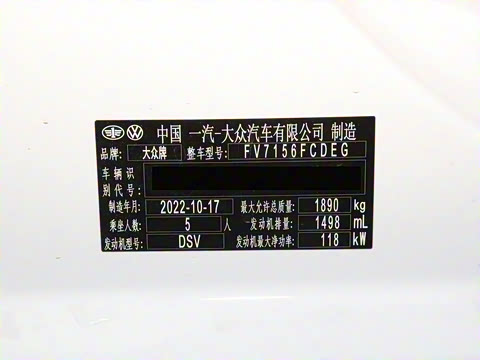 中国 一汽-大众汽车有限公司 制造
品牌: 大众牌 整车型号: FV7156FCDEG
车辆识
别代号:
制造年月: 2022-10-17 最大允许总质量: 1890 kg
乘坐人数: 5 人 发动机排量: 1498 mL
发动机型号: DSV 发动机最大净功率: 118 kW